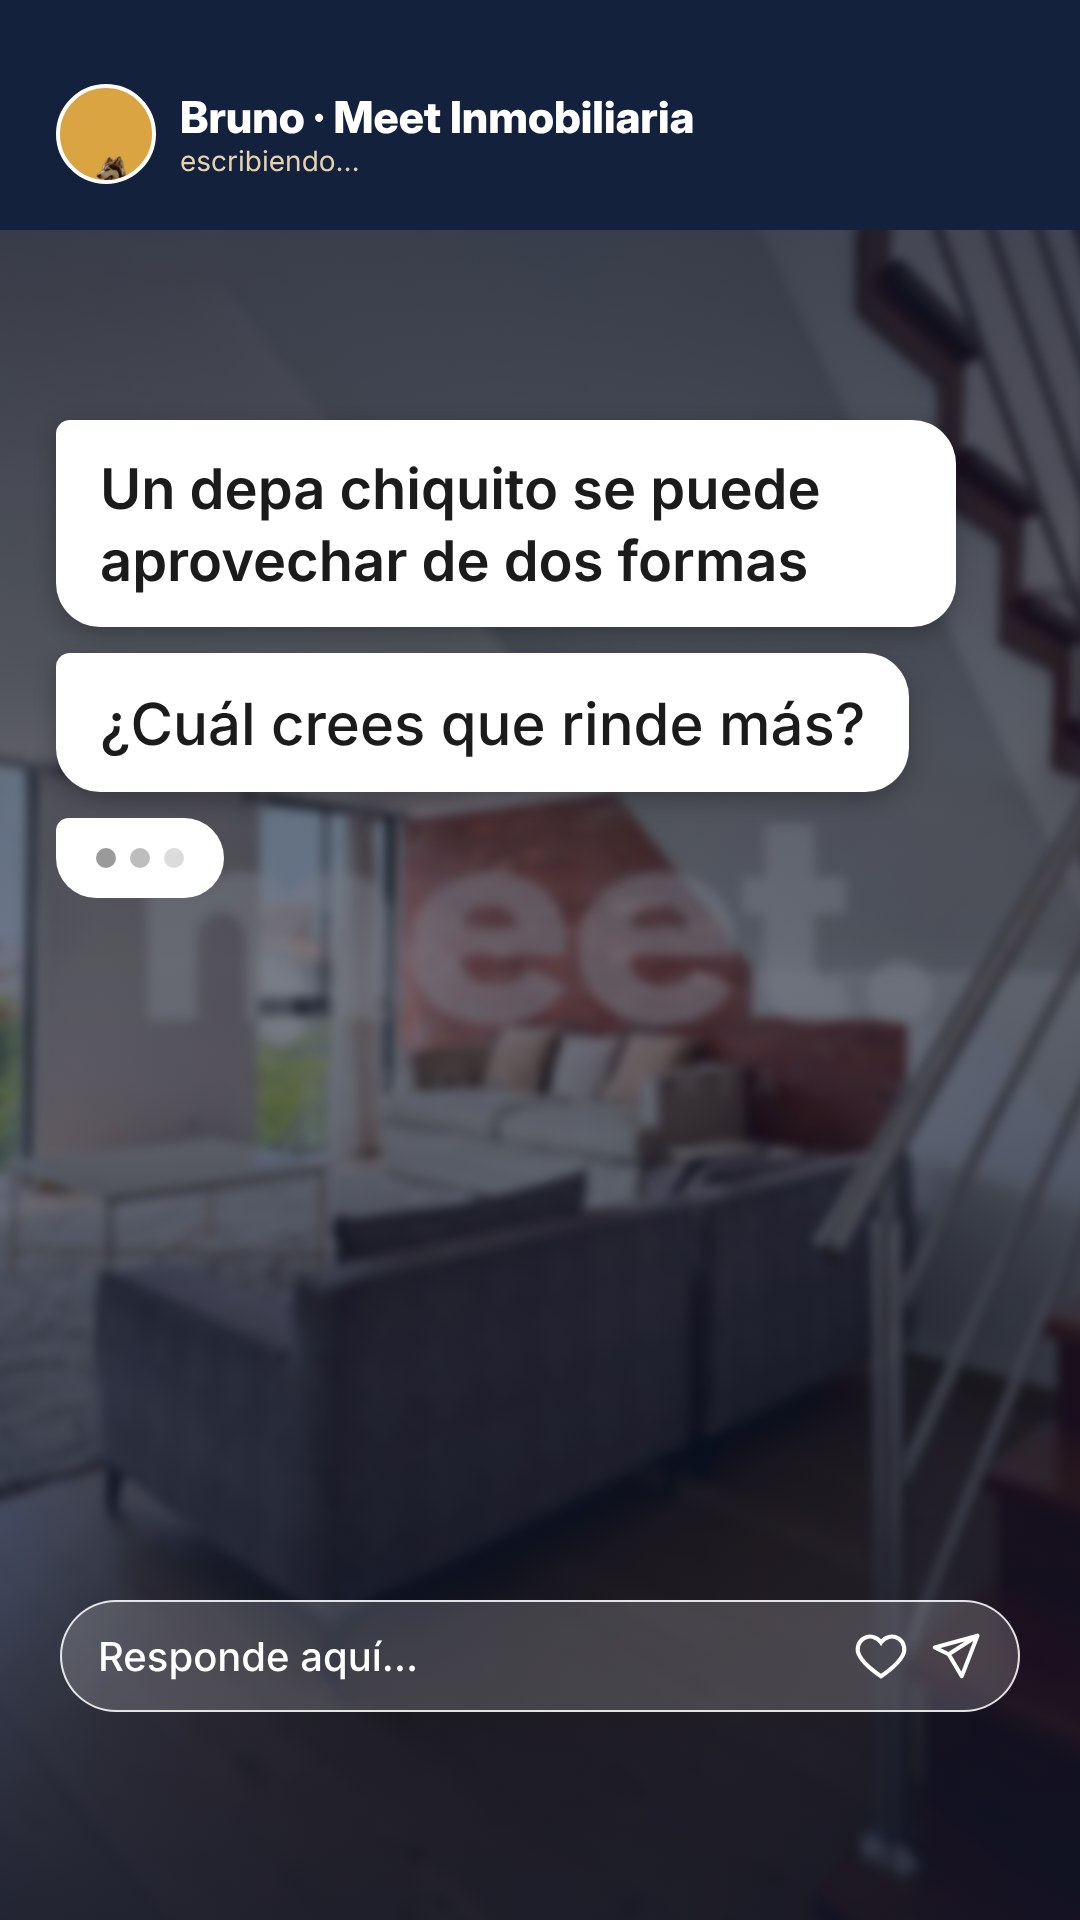 Bruno · Meet Inmobiliaria
escribiendo...
Un depa chiquito se puede
aprovechar de dos formas
¿Cuál crees que rinde más?
meet.
Responde aquí...